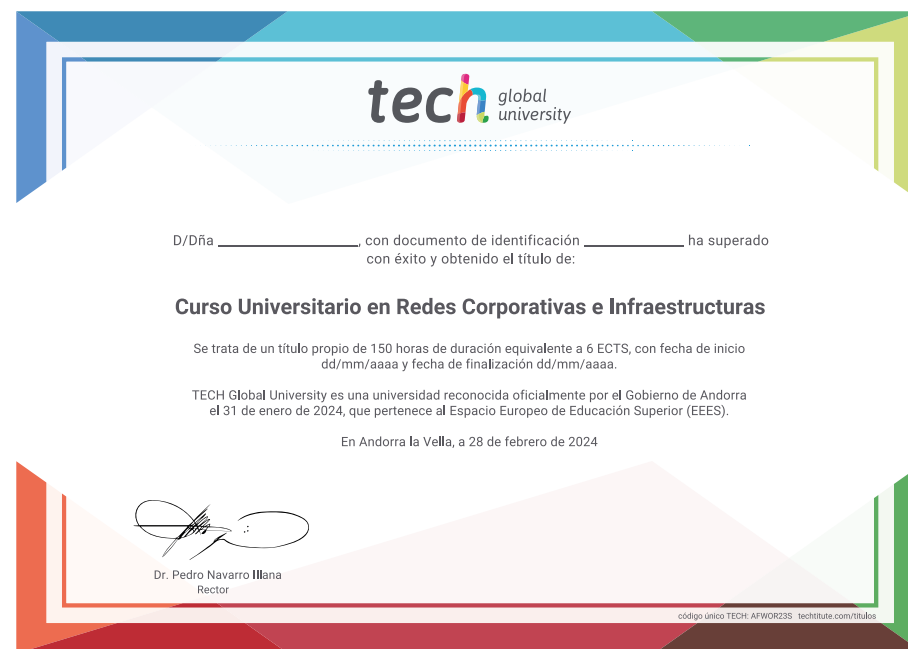 tech global university
D/Dña ____________________, con documento de identificación ______________ ha superado
con éxito y obtenido el título de:
Curso Universitario en Redes Corporativas e Infraestructuras
Se trata de un título propio de 150 horas de duración equivalente a 6 ECTS, con fecha de inicio
dd/mm/aaaa y fecha de finalización dd/mm/aaaa.
TECH Global University es una universidad reconocida oficialmente por el Gobierno de Andorra
el 31 de enero de 2024, que pertenece al Espacio Europeo de Educación Superior (EEES).
En Andorra la Vella, a 28 de febrero de 2024
Dr. Pedro Navarro Illana
Rector
código único TECH: AFWOR23S techtitute.com/titulos